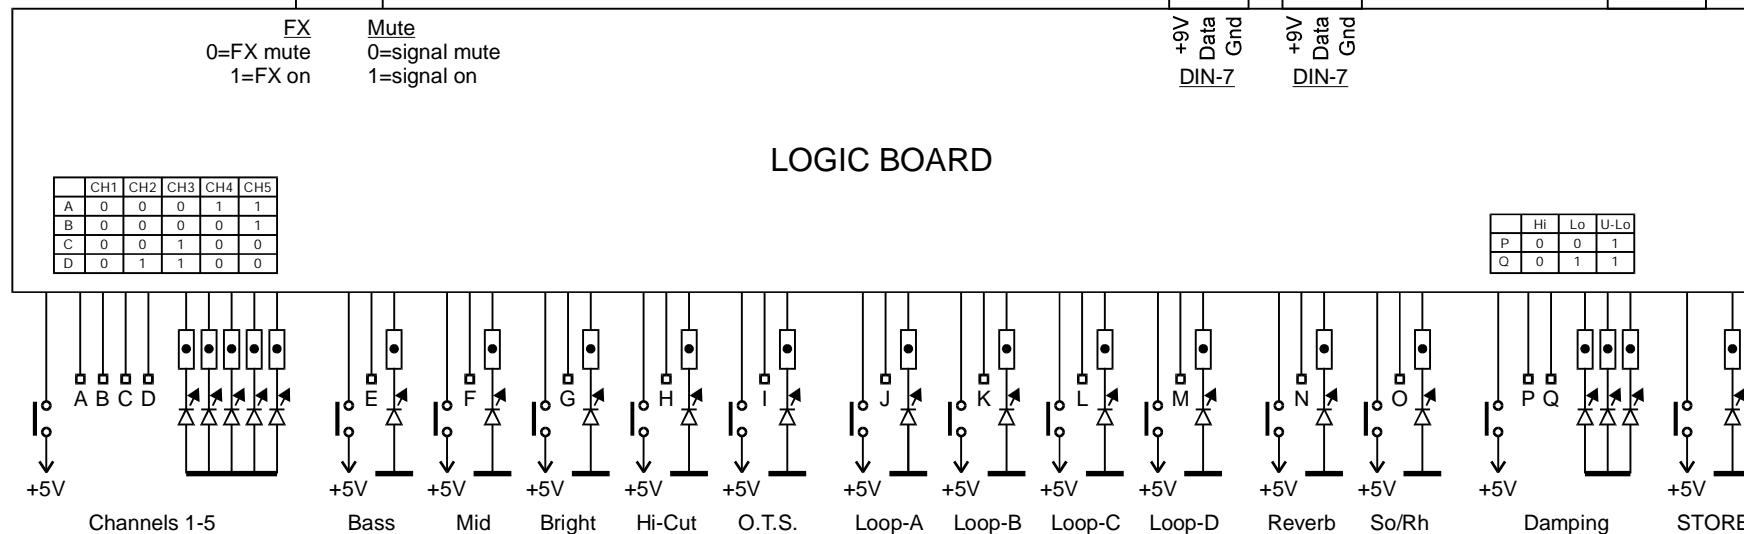 FX Mute
0=FX mute 0=signal mute
1=FX on 1=signal on
+9V Data Gnd +9V Data Gnd
DIN-7 DIN-7
LOGIC BOARD
CH1 CH2 CH3 CH4 CH5
A 0 0 0 1 1
B 0 0 0 0 1
C 0 0 1 0 0
D 0 1 1 0 0
Hi Lo U-Lo
P 0 0 1
Q 0 1 1
A B C D E F G H I J K L M N O P Q
+5V +5V +5V +5V +5V +5V +5V +5V +5V +5V +5V +5V +5V +5V
Channels 1-5 Bass Mid Bright Hi-Cut O.T.S. Loop-A Loop-B Loop-C Loop-D Reverb So/Rh Damping STORE